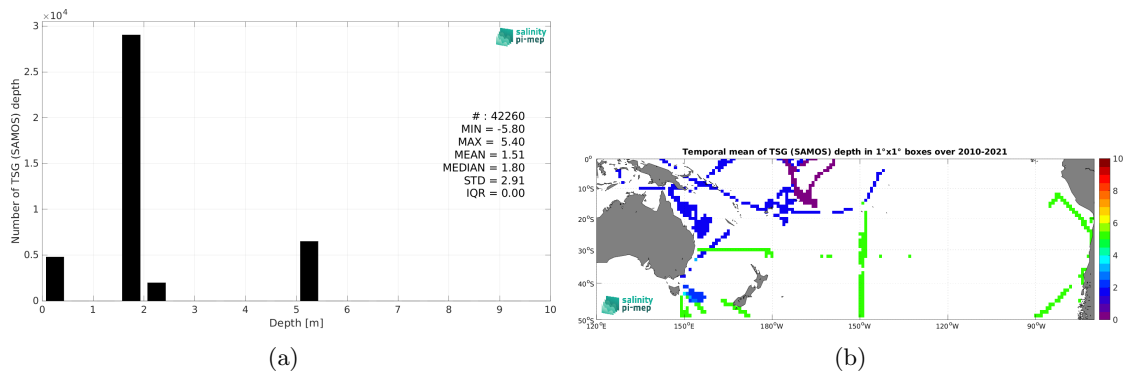 ×10⁴
3
2.5
2
1.5
1
0.5
0
Number of TSG (SAMOS) depth
salinity
pi-mep
# : 42260
MIN = -5.80
MAX = 5.40
MEAN = 1.51
MEDIAN = 1.80
STD = 2.91
IQR = 0.00
0 1 2 3 4 5 6 7 8 9 10
Depth [m]
(a)
Temporal mean of TSG (SAMOS) depth in 1°x1° boxes over 2010-2021
0°
10°S
20°S
30°S
40°S
50°S
120°E 150°E 180°W 150°W 120°W 90°W
salinity
pi-mep
10
8
6
4
2
0
(b)